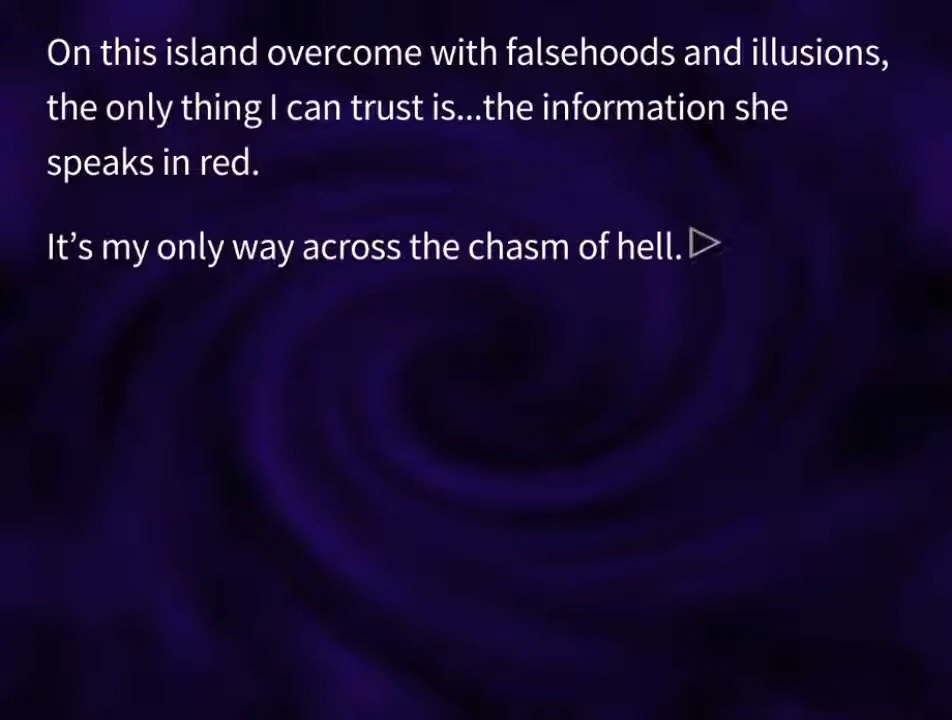 On this island overcome with falsehoods and illusions,
the only thing I can trust is...the information she
speaks in red.
It’s my only way across the chasm of hell.